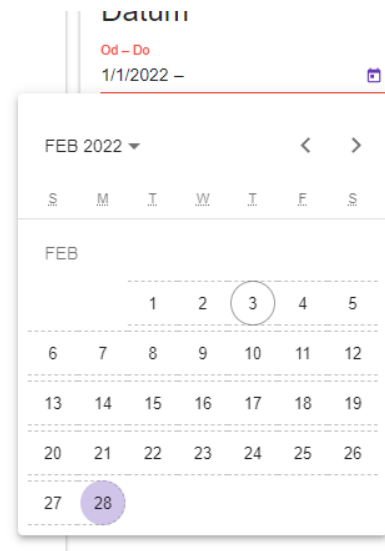 Datum
Od – Do
1/1/2022 –
FEB 2022
S M T W T F S
FEB
1 2 3 4 5
6 7 8 9 10 11 12
13 14 15 16 17 18 19
20 21 22 23 24 25 26
27 28